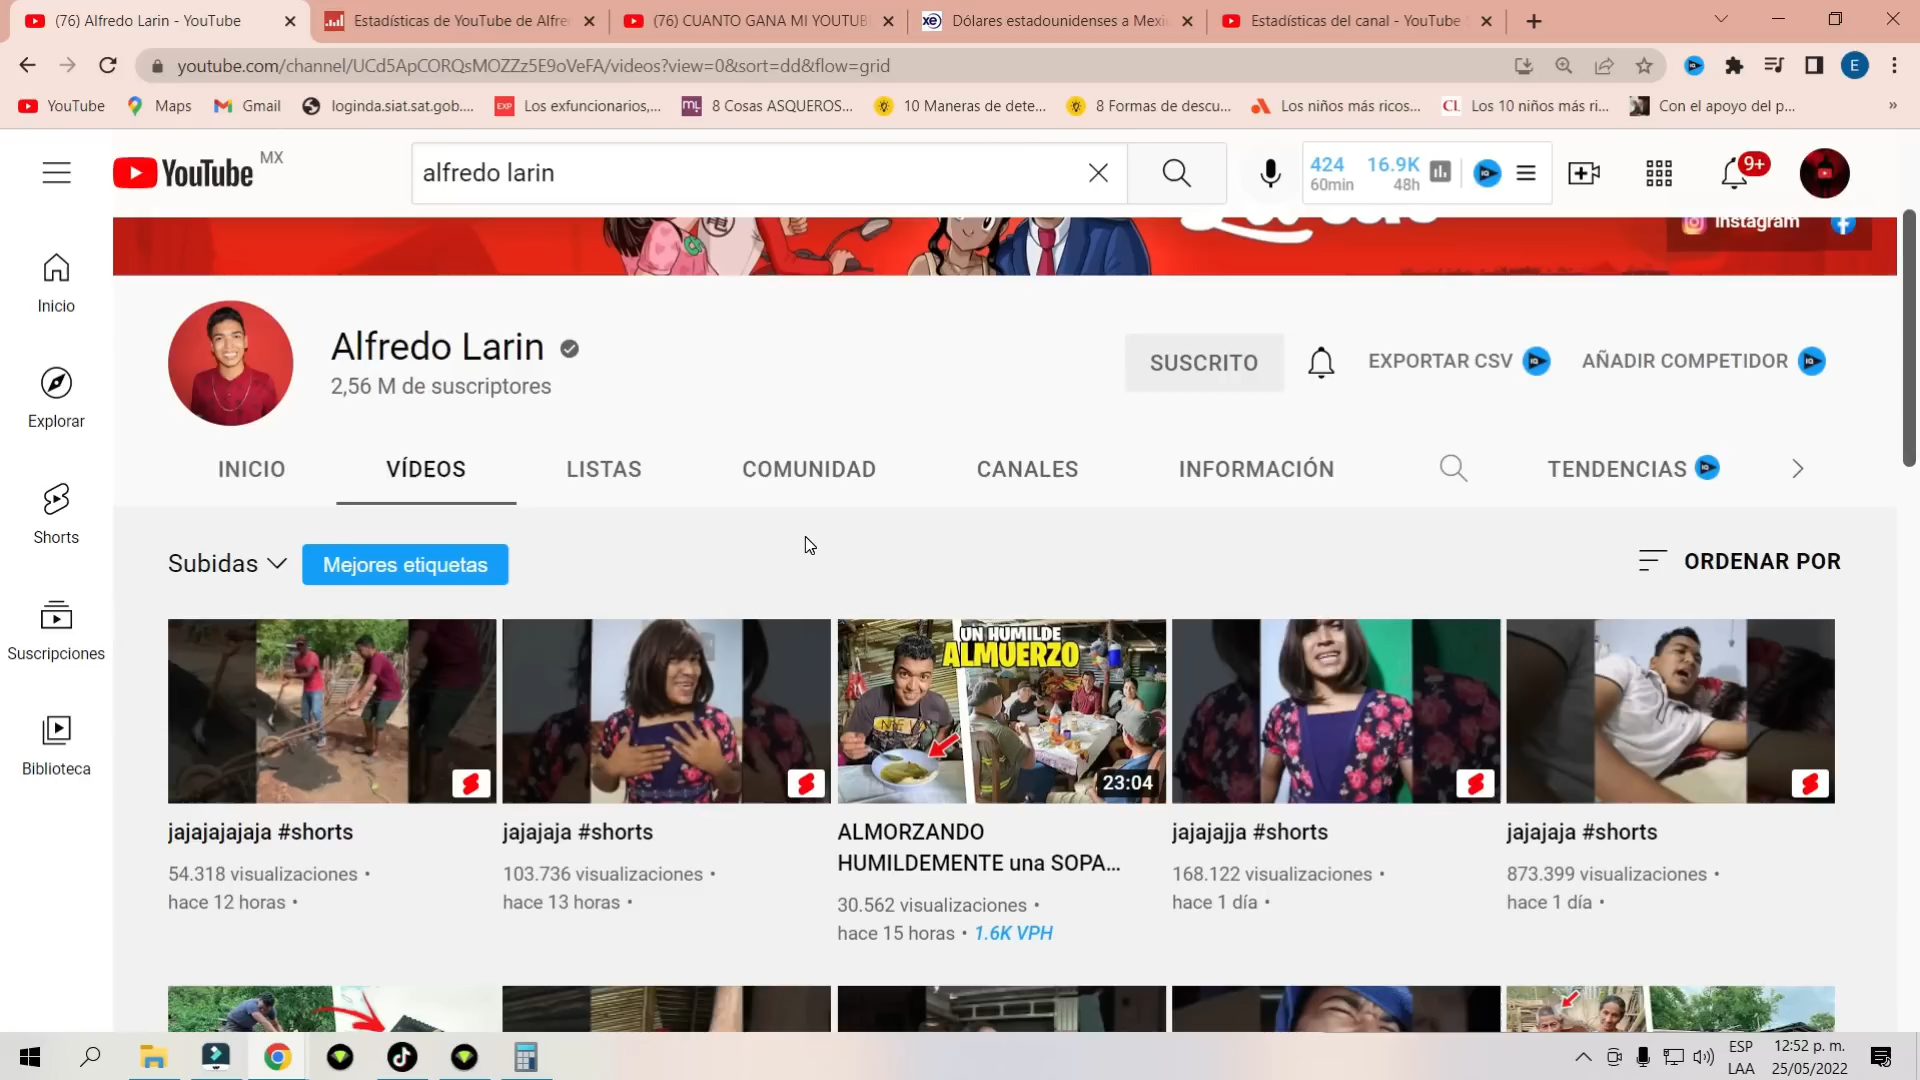 (76) Alfredo Larin - YouTube
Estadísticas de YouTube de Alfre
(76) CUANTO GANA MI YOUTUB
Dólares estadounidenses a Mexi
Estadísticas del canal - YouTube
youtube.com/channel/UCd5ApCORQsMOZZz5E9oVeFA/videos?view=0&sort=dd&flow=grid
E
YouTube
Maps
Gmail
loginda.siat.sat.gob....
Los exfuncionarios,...
8 Cosas ASQUEROS...
10 Maneras de dete...
8 Formas de descu...
Los niños más ricos...
Los 10 niños más ri...
Con el apoyo del p...
YouTube MX
alfredo larin
424
60min
16.9K
48h
9+
Instagram
Inicio
Explorar
Shorts
Suscripciones
Biblioteca
Alfredo Larin
2,56 M de suscriptores
SUSCRITO
EXPORTAR CSV
AÑADIR COMPETIDOR
INICIO
VÍDEOS
LISTAS
COMUNIDAD
CANALES
INFORMACIÓN
TENDENCIAS
Subidas
Mejores etiquetas
ORDENAR POR
UN HUMILDE
ALMUERZO
23:04
jajajajajaja #shorts
54.318 visualizaciones •
hace 12 horas •
jajajaja #shorts
103.736 visualizaciones •
hace 13 horas •
ALMORZANDO
HUMILDEMENTE una SOPA...
30.562 visualizaciones •
hace 15 horas • 1.6K VPH
jajajajja #shorts
168.122 visualizaciones •
hace 1 día •
jajajaja #shorts
873.399 visualizaciones •
hace 1 día •
ESP
LAA
12:52 p. m.
25/05/2022